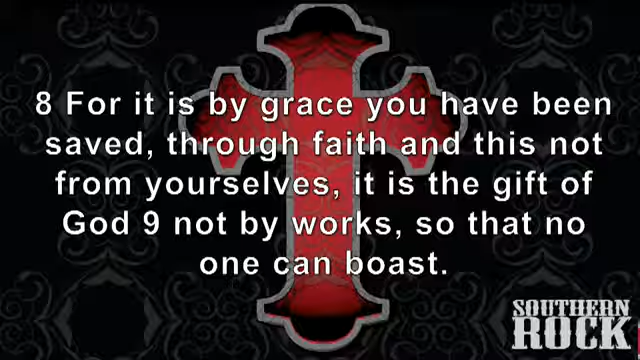 8 For it is by grace you have been
saved, through faith and this not
from yourselves, it is the gift of
God 9 not by works, so that no
one can boast.
SOUTHERN
ROCK